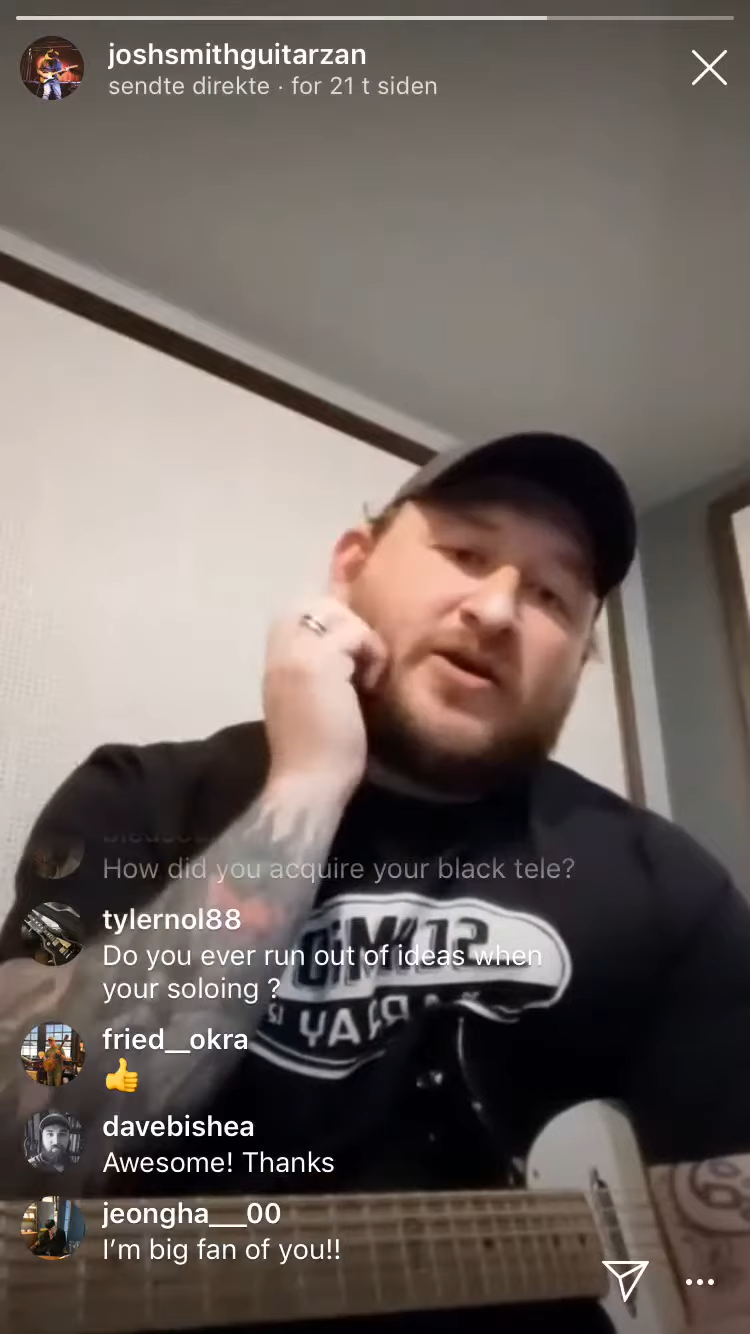 joshsmithguitarzan
sendte direkte · for 21 t siden
How did you acquire your black tele?
tylernol88
Do you ever run out of ideas when
your soloing ?
fried__okra
👍
davebishea
Awesome! Thanks
jeongha___00
I'm big fan of you!!